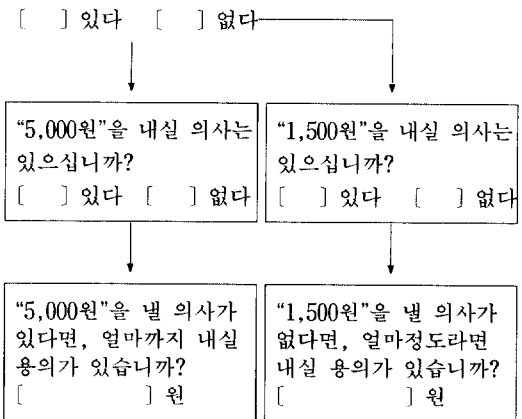 [ ] 있다 [ ] 없다
“5,000원”을 내실 의사는
있으십니까?
[ ] 있다 [ ] 없다
“1,500원”을 내실 의사는
있으십니까?
[ ] 있다 [ ] 없다
“5,000원”을 낼 의사가
있다면, 얼마까지 내실
용의가 있습니까?
[ ] 원
“1,500원”을 낼 의사가
없다면, 얼마정도라면
내실 용의가 있습니까?
[ ] 원